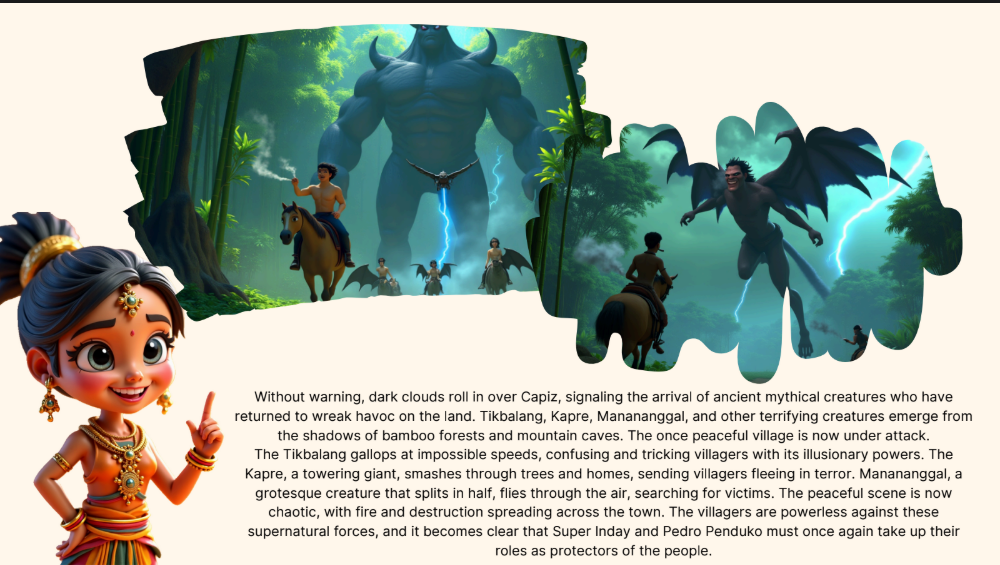 Without warning, dark clouds roll in over Capiz, signaling the arrival of ancient mythical creatures who have
returned to wreak havoc on the land. Tikbalang, Kapre, Manananggal, and other terrifying creatures emerge from
the shadows of bamboo forests and mountain caves. The once peaceful village is now under attack.
The Tikbalang gallops at impossible speeds, confusing and tricking villagers with its illusionary powers. The
Kapre, a towering giant, smashes through trees and homes, sending villagers fleeing in terror. Manananggal, a
grotesque creature that splits in half, flies through the air, searching for victims. The peaceful scene is now
chaotic, with fire and destruction spreading across the town. The villagers are powerless against these
supernatural forces, and it becomes clear that Super Inday and Pedro Penduko must once again take up their
roles as protectors of the people.